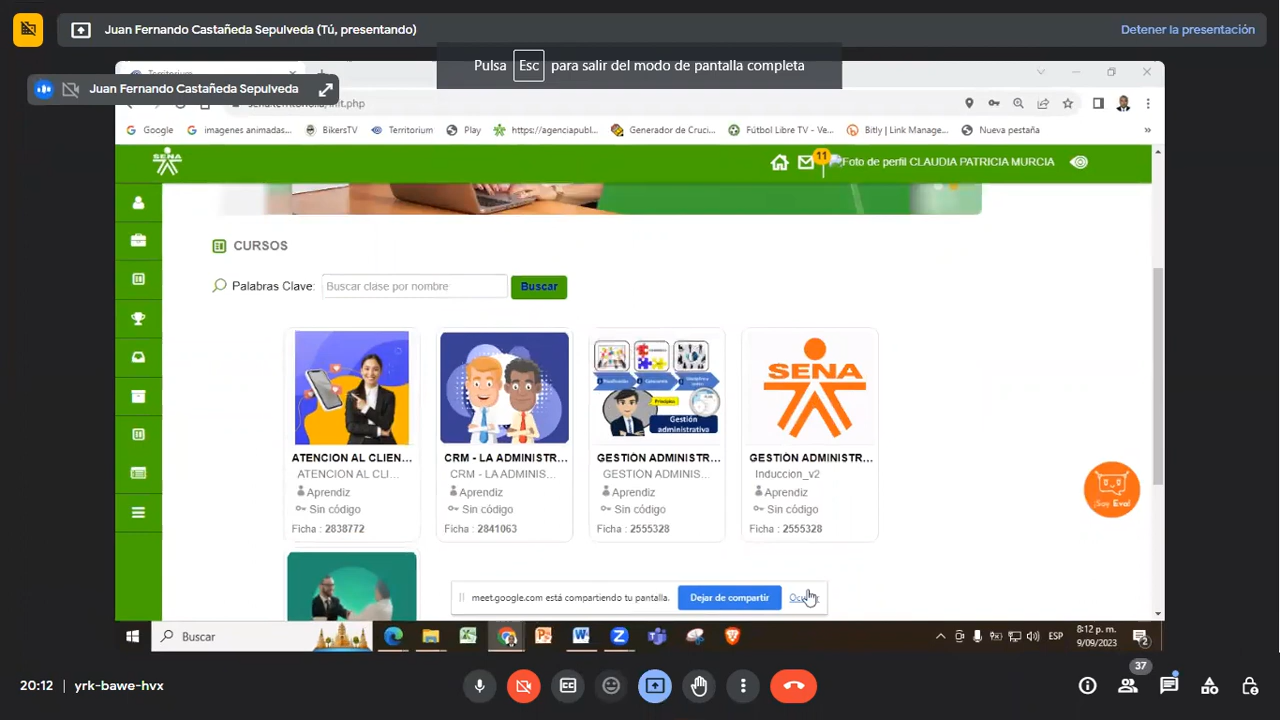 Juan Fernando Castañeda Sepulveda (Tú, presentando)
Detener la presentación
Pulsa Esc para salir del modo de pantalla completa
Juan Fernando Castañeda Sepulveda
Google
imagenes animadas...
BikersTV
Territorium
Play
https://agenciapubl...
Generador de Cruci...
Fútbol Libre TV - Ve...
Bitly | Link Manage...
Nueva pestaña
»
SENA
11
Foto de perfil CLAUDIA PATRICIA MURCIA
CURSOS
Palabras Clave:
Buscar clase por nombre
Buscar
Gestión administrativa
SENA
ATENCION AL CLIEN...
ATENCION AL CLI...
Aprendiz
Sin código
Ficha : 2838772
CRM - LA ADMINISTR...
CRM - LA ADMINIS...
Aprendiz
Sin código
Ficha : 2841063
GESTIÓN ADMINISTR...
GESTIÓN ADMINIS...
Aprendiz
Sin código
Ficha : 2555328
GESTIÓN ADMINISTR...
Induccion_v2
Aprendiz
Sin código
Ficha : 2555328
¡Soy Eva!
meet.google.com está compartiendo tu pantalla.
Dejar de compartir
Buscar
ESP
8:12 p. m.
9/09/2023
2
20:12 | yrk-bawe-hvx
37